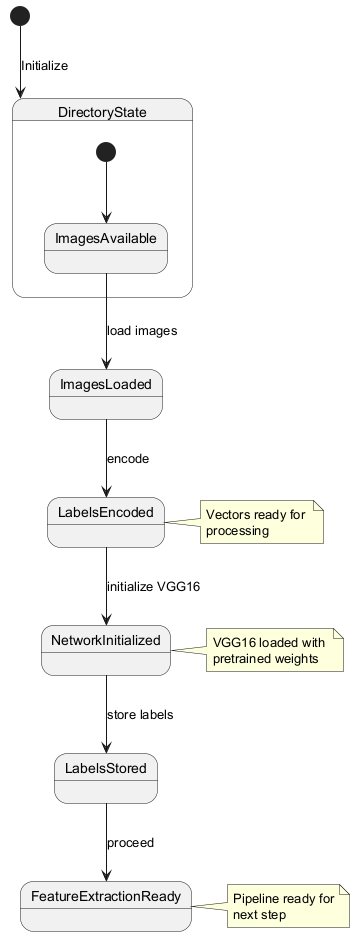 Initialize
DirectoryState
ImagesAvailable
load images
ImagesLoaded
encode
LabelsEncoded
Vectors ready for
processing
initialize VGG16
NetworkInitialized
VGG16 loaded with
pretrained weights
store labels
LabelsStored
proceed
FeatureExtractionReady
Pipeline ready for
next step